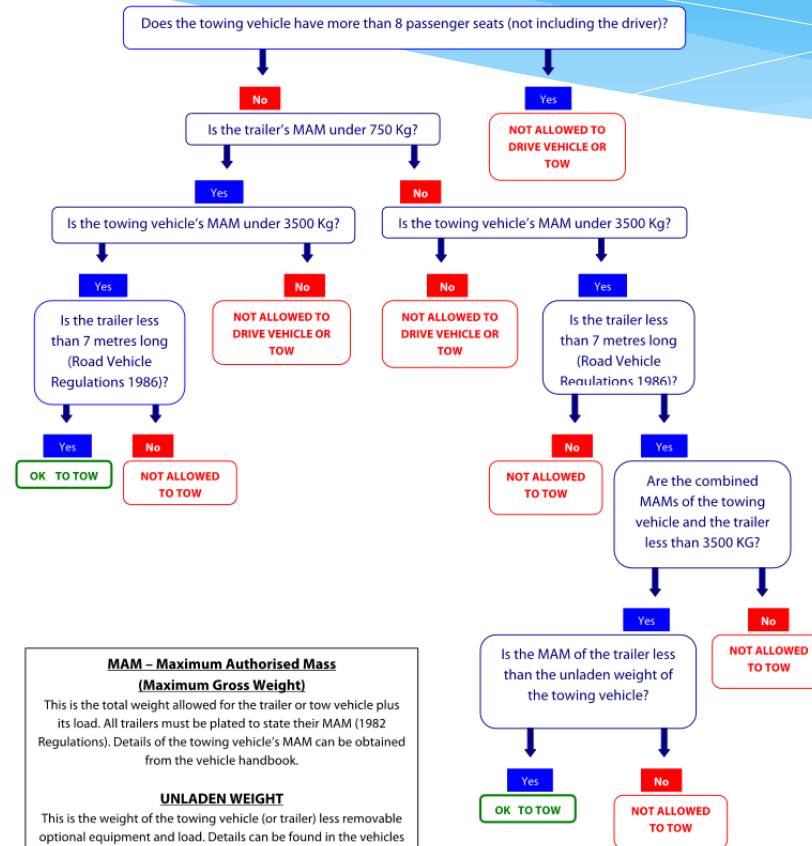 Does the towing vehicle have more than 8 passenger seats (not including the driver)?
No
Yes
Is the trailer's MAM under 750 Kg?
NOT ALLOWED TO
DRIVE VEHICLE OR
TOW
Yes
No
Is the towing vehicle's MAM under 3500 Kg?
Is the towing vehicle's MAM under 3500 Kg?
Yes
No
No
Yes
Is the trailer less
than 7 metres long
(Road Vehicle
Regulations 1986)?
NOT ALLOWED TO
DRIVE VEHICLE OR
TOW
NOT ALLOWED TO
DRIVE VEHICLE OR
TOW
Is the trailer less
than 7 metres long
(Road Vehicle
Regulations 1986)?
Yes
No
No
Yes
OK TO TOW
NOT ALLOWED
TO TOW
NOT ALLOWED
TO TOW
Are the combined
MAMs of the towing
vehicle and the trailer
less than 3500 KG?
Yes
No
Is the MAM of the trailer less
than the unladen weight of
the towing vehicle?
NOT ALLOWED
TO TOW
Yes
No
OK TO TOW
NOT ALLOWED
TO TOW
MAM – Maximum Authorised Mass
(Maximum Gross Weight)
This is the total weight allowed for the trailer or tow vehicle plus
its load. All trailers must be plated to state their MAM (1982
Regulations). Details of the towing vehicle's MAM can be obtained
from the vehicle handbook.
UNLADEN WEIGHT
This is the weight of the towing vehicle (or trailer) less removable
optional equipment and load. Details can be found in the vehicles